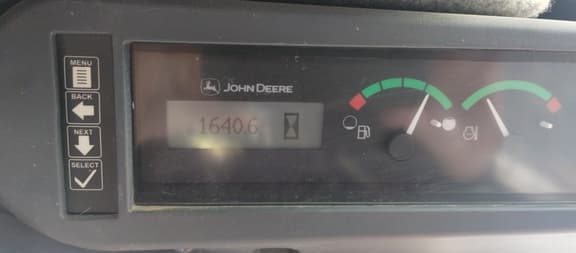 MENU
BACK
NEXT
SELECT
JOHN DEERE
1640.6